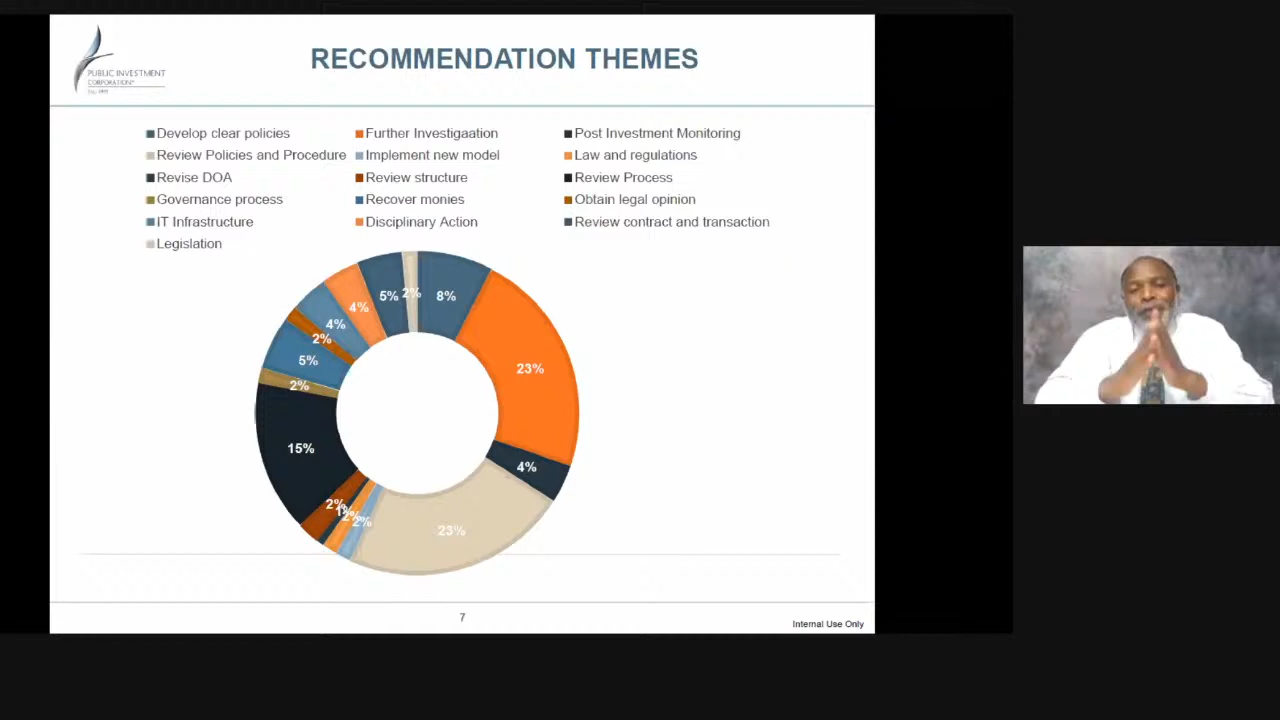 PUBLIC INVESTMENT
CORPORATION®
RECOMMENDATION THEMES
Develop clear policies
Further Investigaation
Post Investment Monitoring
Review Policies and Procedure
Implement new model
Law and regulations
Revise DOA
Review structure
Review Process
Governance process
Recover monies
Obtain legal opinion
IT Infrastructure
Disciplinary Action
Review contract and transaction
Legislation
8%
23%
4%
23%
2%
2%
1%
2%
15%
2%
5%
2%
4%
4%
5%
2%
7
Internal Use Only